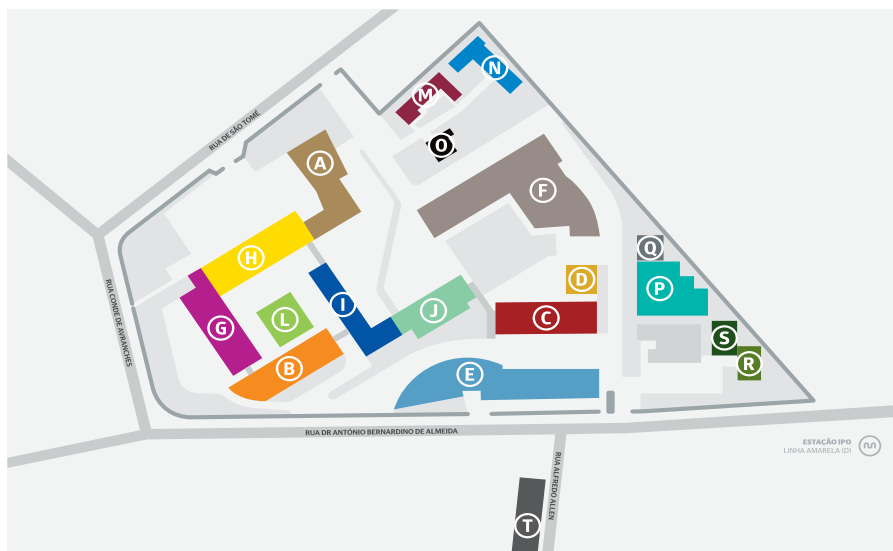 N
M
O
RUA DE SÃO TOMÉ
A
F
Q
H
D
P
I
RUA CONDE DE AVRANCHES
G
L
J
C
S
B
E
R
RUA DR ANTÓNIO BERNARDINO DE ALMEIDA
ESTAÇÃO IPO
LINHA AMARELA (D)
RUA ALFREDO ALLEN
T